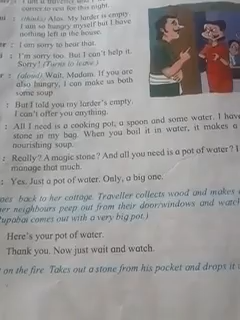 comes to you for this night.
(thinks) Alas. My larder is empty.
I am so hungry myself but I have
nothing left in the house.
: I am sorry to hear that.
: I'm sorry too. But I can't help it.
Sorry! (Turns to leave.)
(aloud) Wait, Madam. If you are
also hungry, I can make us both
some soup.
: But I told you my larder's empty.
I can't offer you anything.
: All I need is a cooking pot, a spoon and some water. I have
stone in my bag. When you boil it in water, it makes a
nourishing soup.
: Really? A magic stone? And all you need is a pot of water? I
manage that much.
: Yes. Just a pot of water. Only, a big one.
back to her cottage. Traveller collects wood and makes
neighbours peep out from their door/windows and watch
comes out with a very big pot.)
Here's your pot of water.
Thank you. Now just wait and watch.
on the fire Takes out a stone from his pocket and drops it